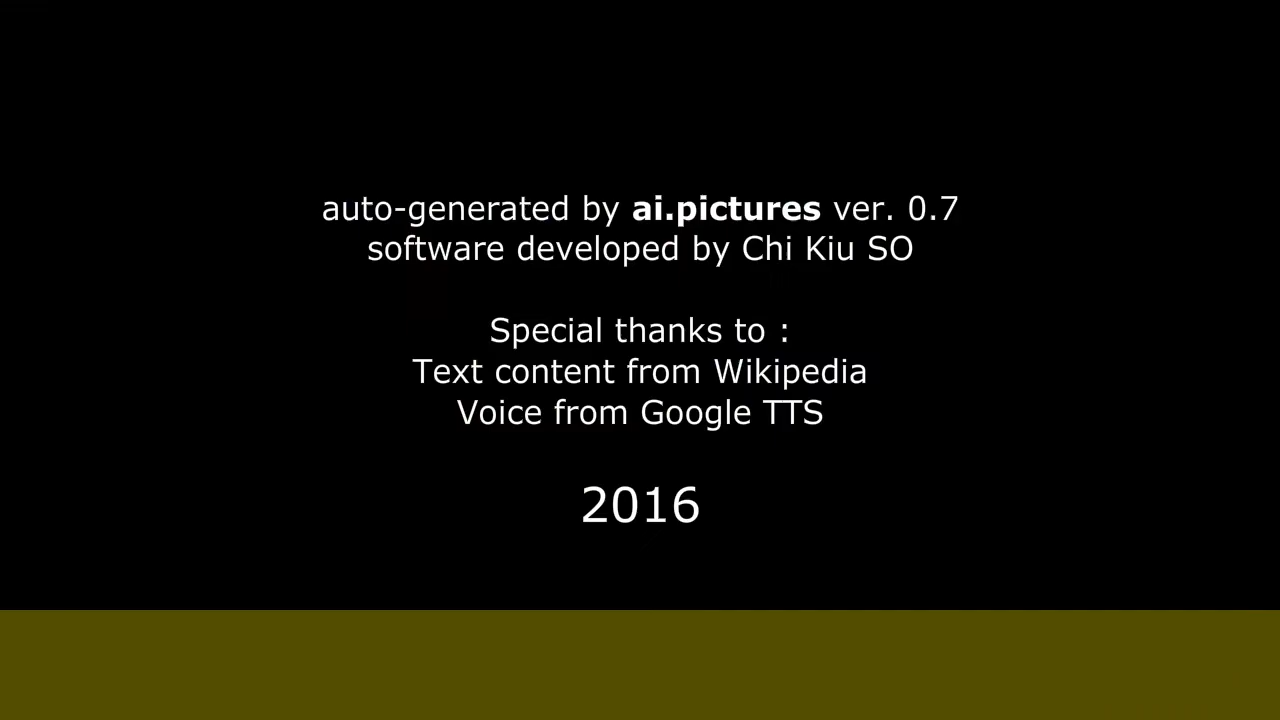 auto-generated by ai.pictures ver. 0.7
software developed by Chi Kiu SO
Special thanks to :
Text content from Wikipedia
Voice from Google TTS
2016